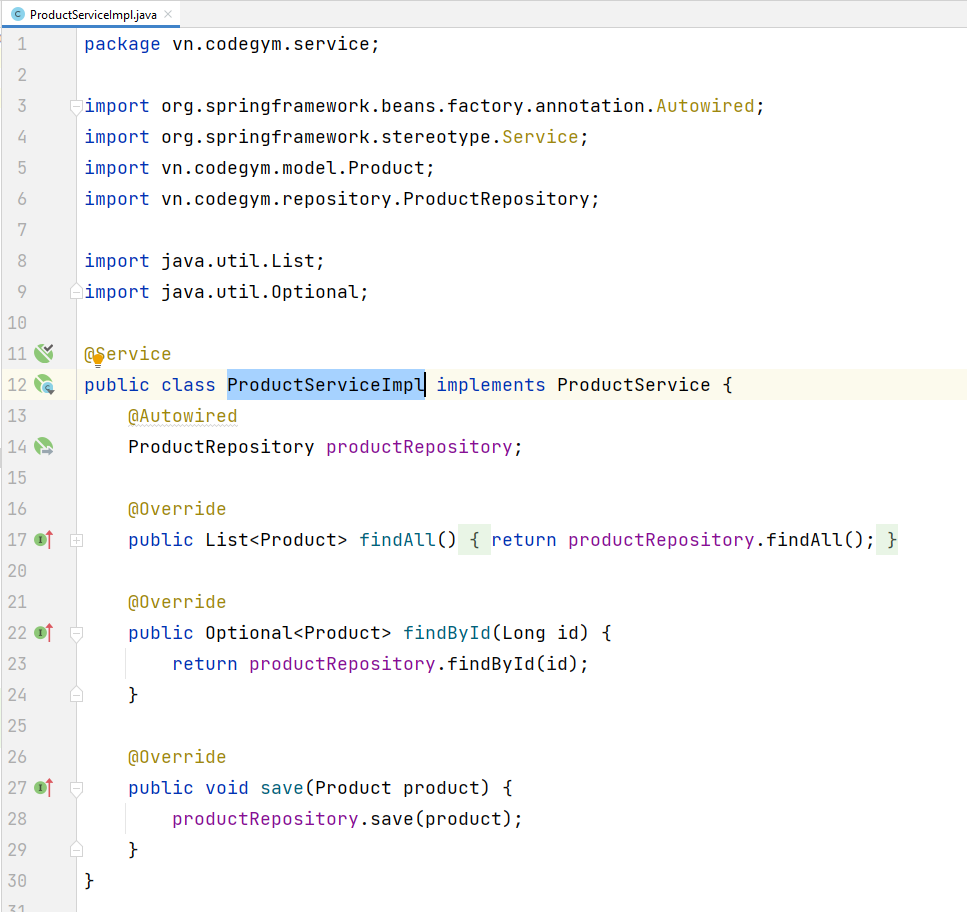 ProductServiceImpl.java
1 package vn.codegym.service;
2
3 import org.springframework.beans.factory.annotation.Autowired;
4 import org.springframework.stereotype.Service;
5 import vn.codegym.model.Product;
6 import vn.codegym.repository.ProductRepository;
7
8 import java.util.List;
9 import java.util.Optional;
10
11 @Service
12 public class ProductServiceImpl implements ProductService {
13     @Autowired
14     ProductRepository productRepository;
15
16     @Override
17     public List<Product> findAll() { return productRepository.findAll(); }
20
21     @Override
22     public Optional<Product> findById(Long id) {
23         return productRepository.findById(id);
24     }
25
26     @Override
27     public void save(Product product) {
28         productRepository.save(product);
29     }
30 }
31